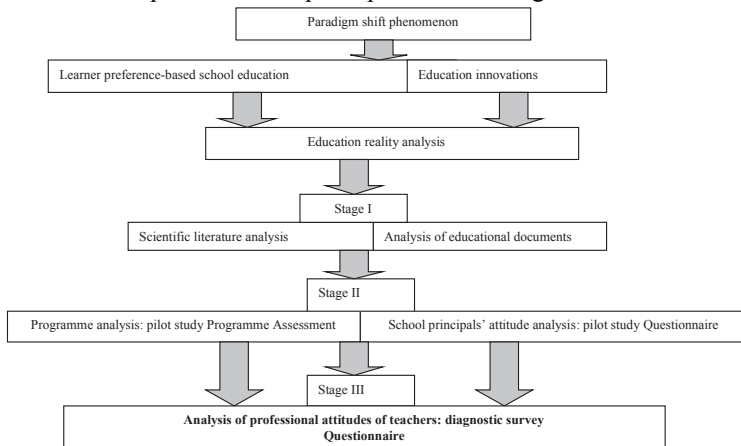 Paradigm shift phenomenon
Learner preference-based school education
Education innovations
Education reality analysis
Stage I
Scientific literature analysis
Analysis of educational documents
Stage II
Programme analysis: pilot study Programme Assessment
School principals' attitude analysis: pilot study Questionnaire
Stage III
Analysis of professional attitudes of teachers: diagnostic survey
Questionnaire